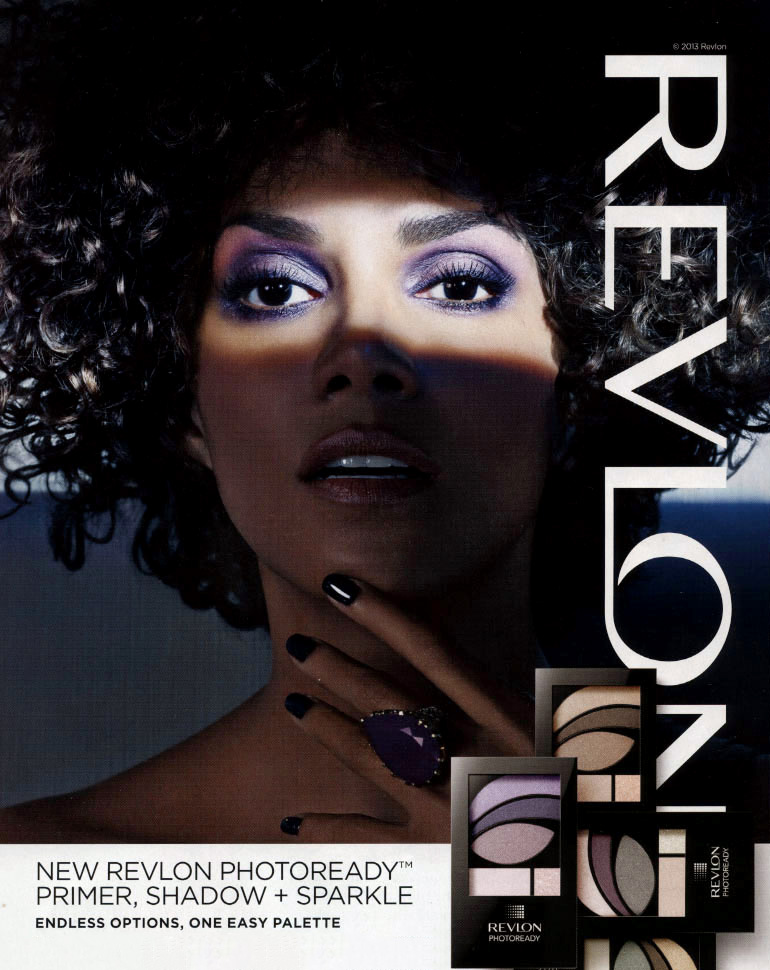 © 2013 Revlon
REVLON
NEW REVLON PHOTOREADY™
PRIMER, SHADOW + SPARKLE
ENDLESS OPTIONS, ONE EASY PALETTE
REVLON
PHOTOREADY
REVLON
PHOTOREADY